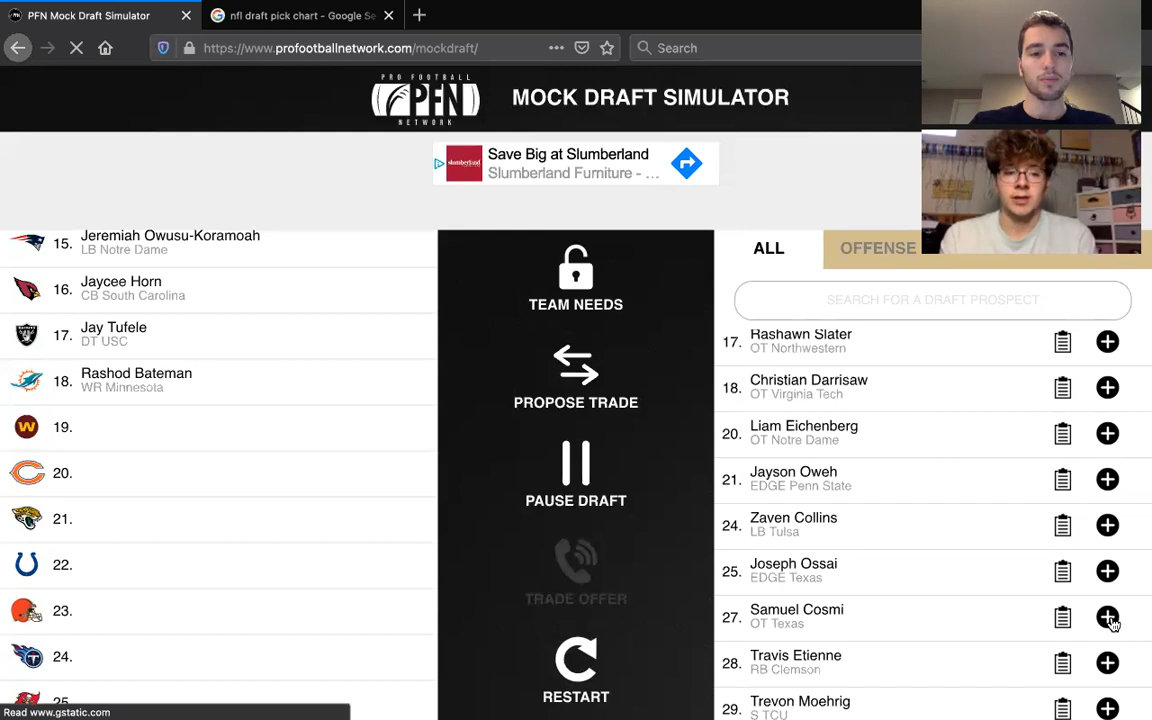 PFN Mock Draft Simulator
nfl draft pick chart - Google Se
https://www.profootballnetwork.com/mockdraft/
Search
PRO FOOTBALL
PFN
NETWORK
MOCK DRAFT SIMULATOR
Save Big at Slumberland
Slumberland Furniture - ...
15. Jeremiah Owusu-Koramoah
LB Notre Dame
16. Jaycee Horn
CB South Carolina
17. Jay Tufele
DT USC
18. Rashod Bateman
WR Minnesota
19.
20.
21.
22.
23.
24.
25.
TEAM NEEDS
PROPOSE TRADE
PAUSE DRAFT
TRADE OFFER
RESTART
ALL
OFFENSE
SEARCH FOR A DRAFT PROSPECT
17. Rashawn Slater
OT Northwestern
18. Christian Darrisaw
OT Virginia Tech
20. Liam Eichenberg
OT Notre Dame
21. Jayson Oweh
EDGE Penn State
24. Zaven Collins
LB Tulsa
25. Joseph Ossai
EDGE Texas
27. Samuel Cosmi
OT Texas
28. Travis Etienne
RB Clemson
29. Trevon Moehrig
S TCU
Read www.gstatic.com